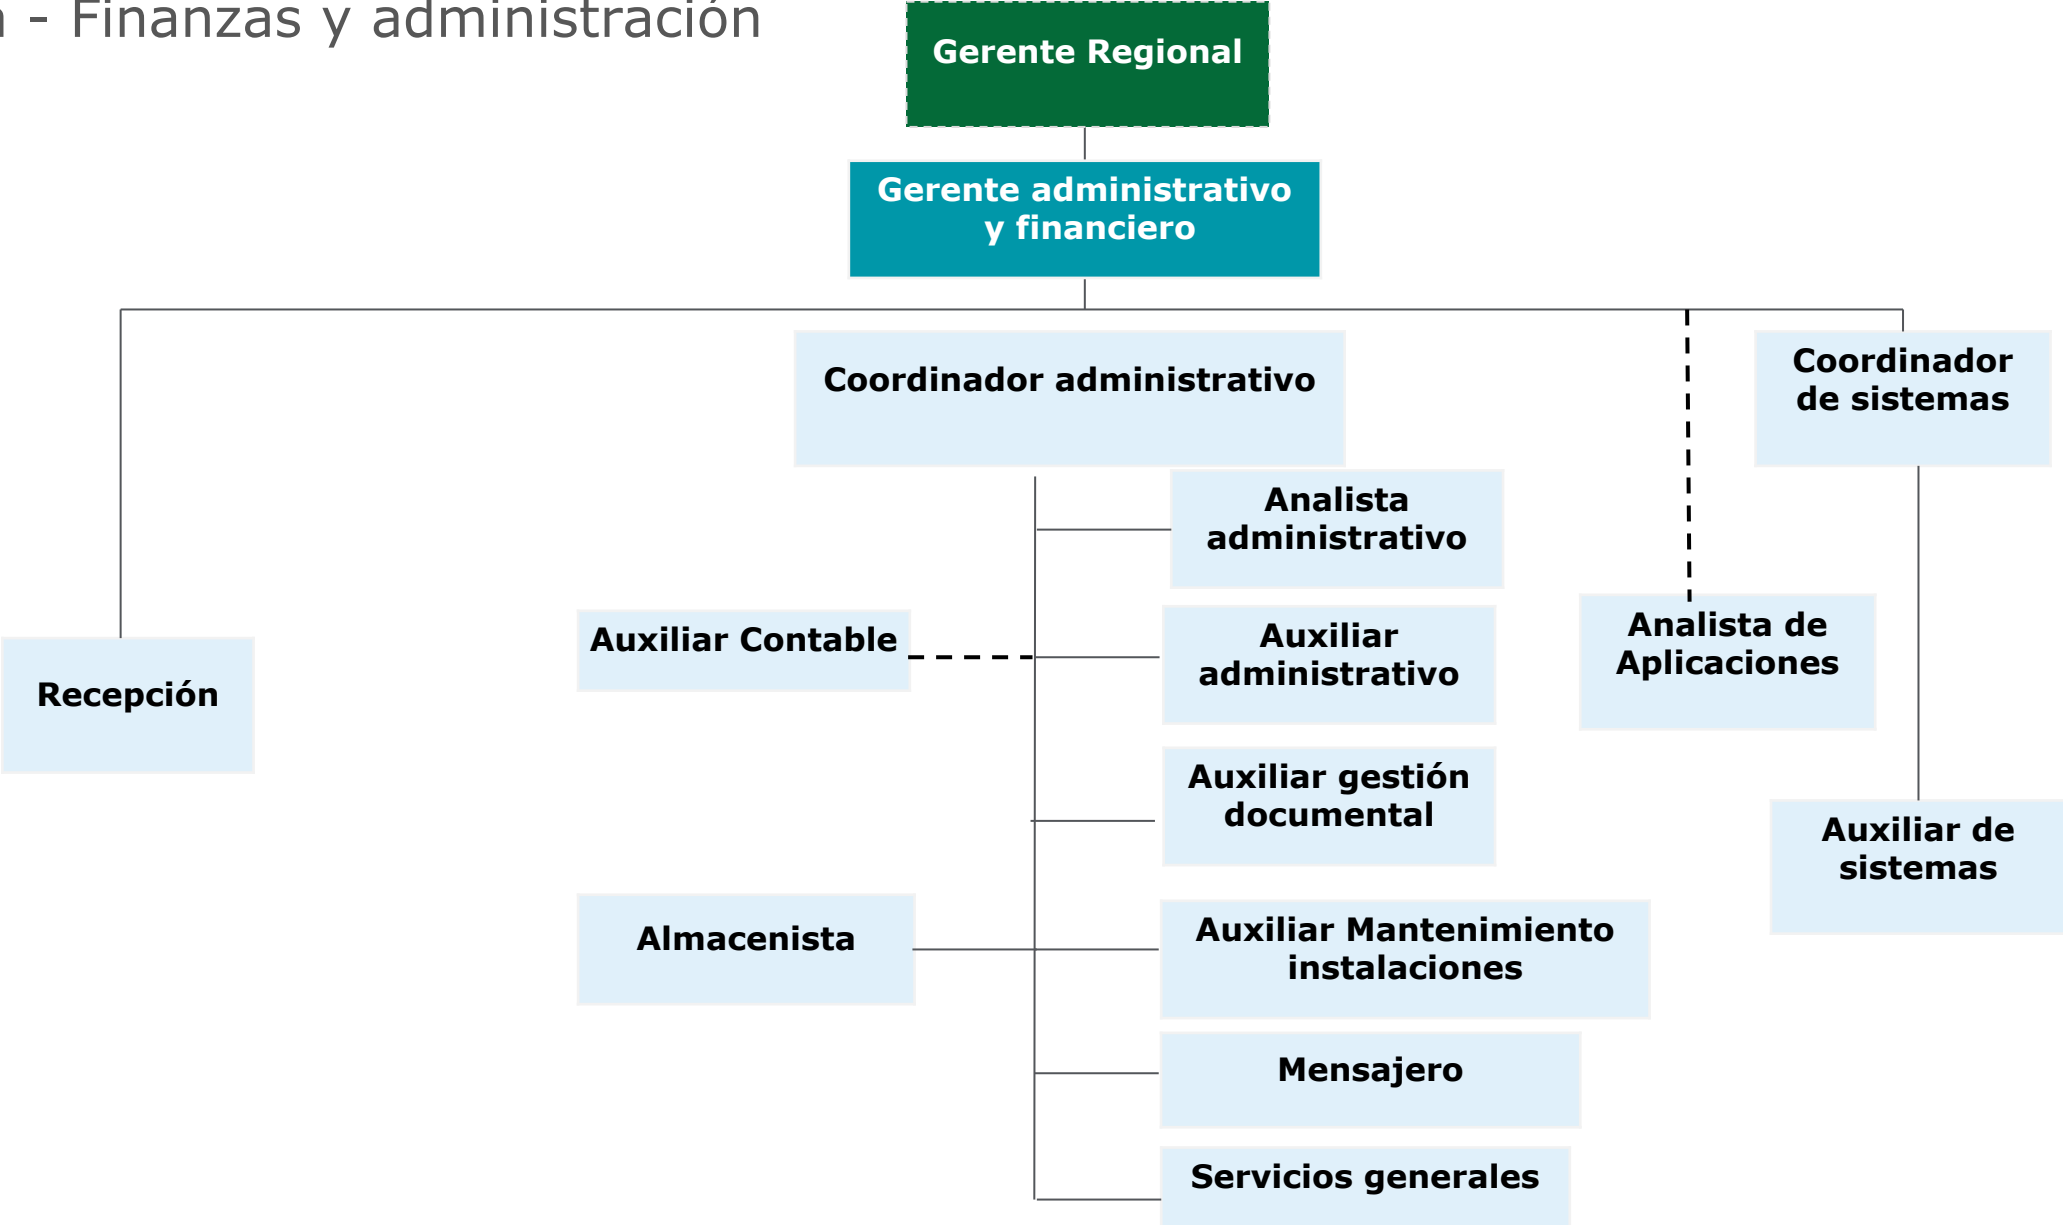 - Finanzas y administración
Gerente Regional
Gerente administrativo
y financiero
Coordinador administrativo
Coordinador
de sistemas
Analista
administrativo
Auxiliar Contable
Auxiliar
administrativo
Analista de
Aplicaciones
Recepción
Auxiliar gestión
documental
Auxiliar de
sistemas
Almacenista
Auxiliar Mantenimiento
instalaciones
Mensajero
Servicios generales